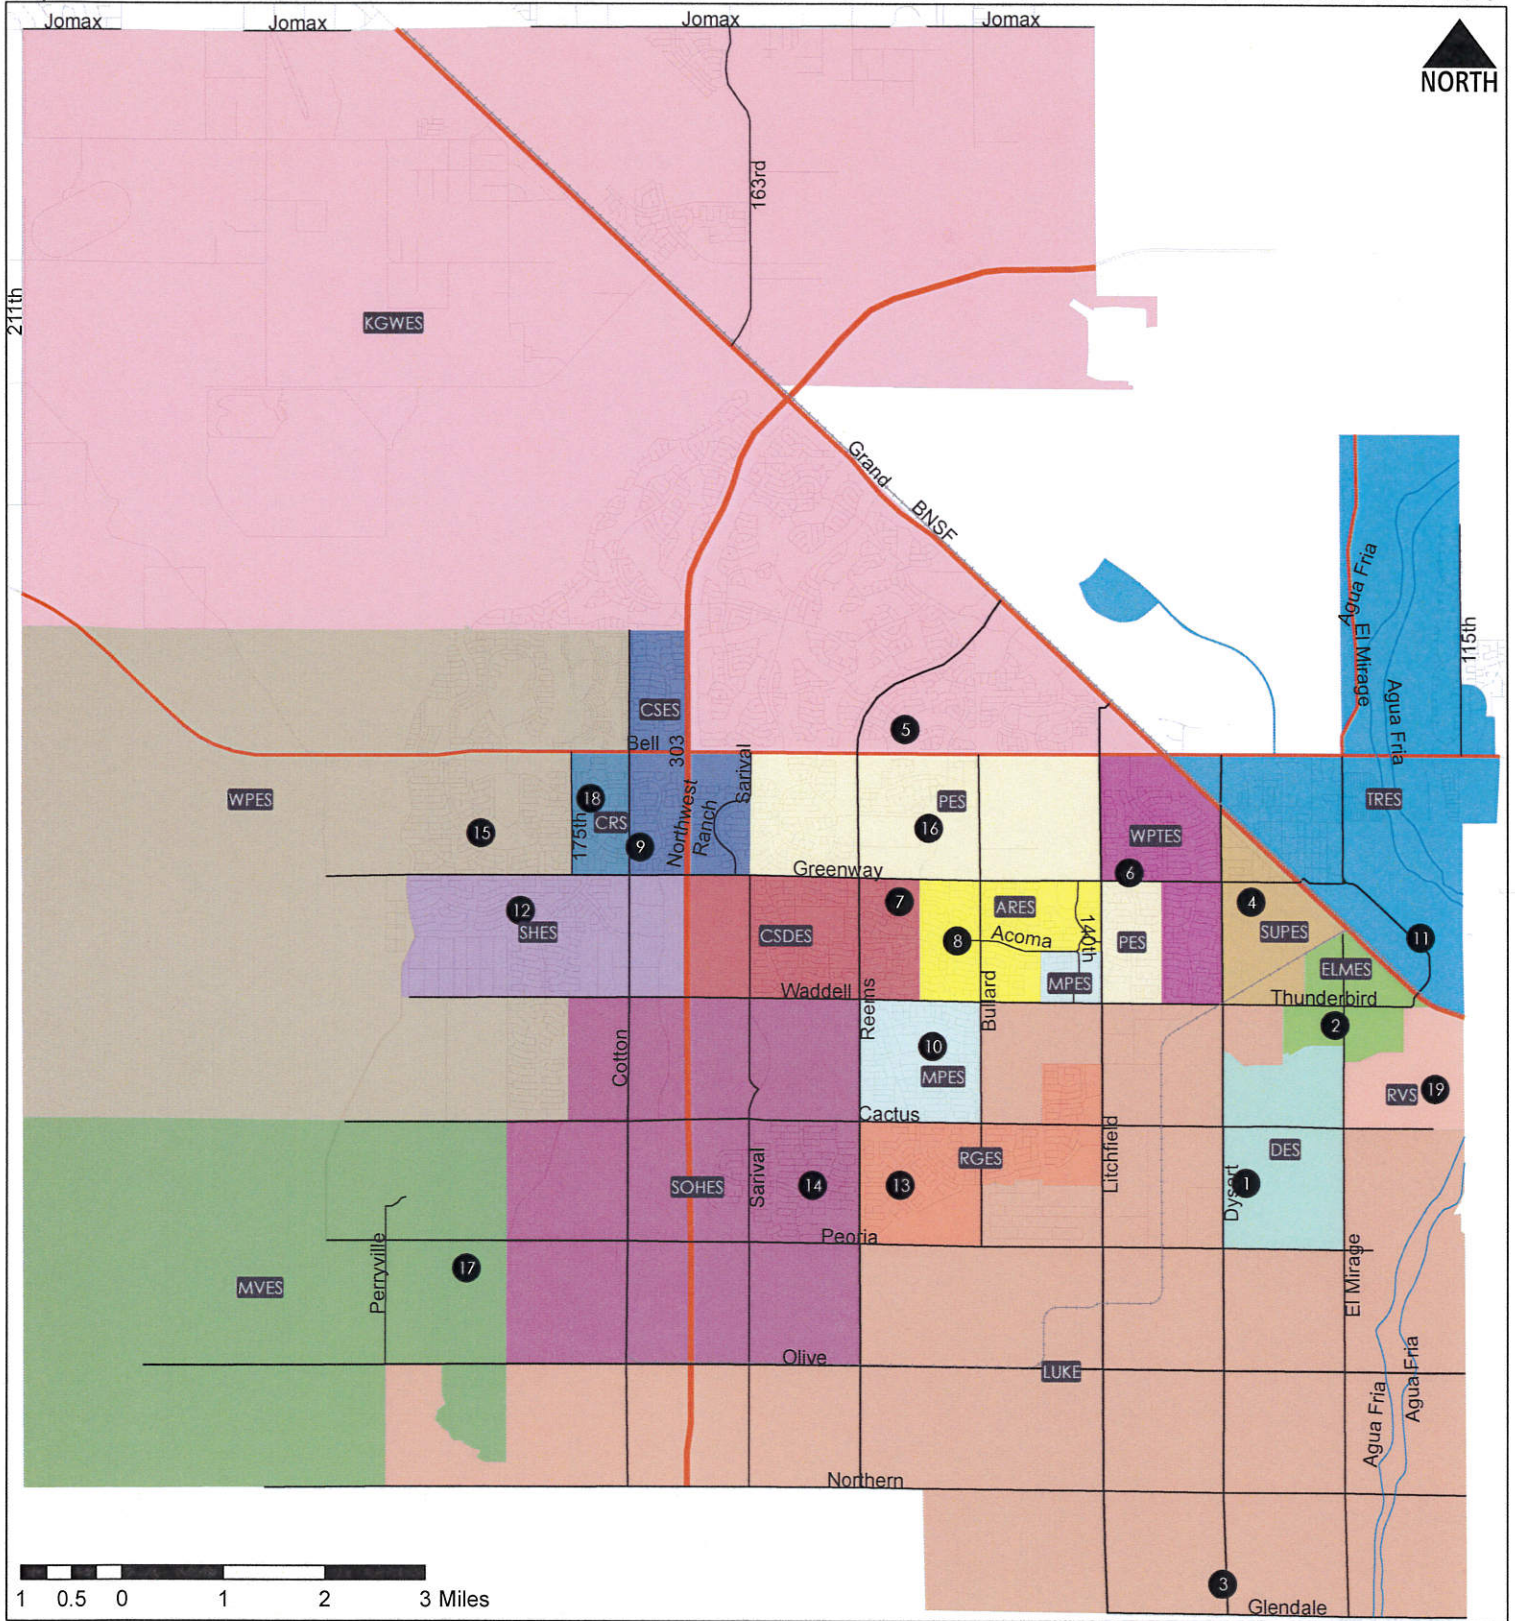 Jomax Jomax Jomax Jomax
NORTH
163rd
211th
KGWES
Grand
BNSF
Agua Fria
El Mirage
115th
Agua Fria
CSES
5
Bell
303
Sarival
WPES
18
CRS
175th
15
9
Northwest
Ranch
PES
16
WPTES
TRES
Greenway
6
12
SHES
7
CSDES
8
ARES
Acoma
140th
PES
4
SUPES
11
MPES
ELMES
Waddell
Reems
Bullard
Thunderbird
2
Cotton
10
MPES
RVS
19
Cactus
Litchfield
RGES
DES
Sarival
SOHES
14
13
Dysart
1
Peoria
Perryville
17
MVES
El Mirage
Olive
LUKE
Agua Fria
Agua Fria
Northern
3
Glendale
1 0.5 0 1 2 3 Miles